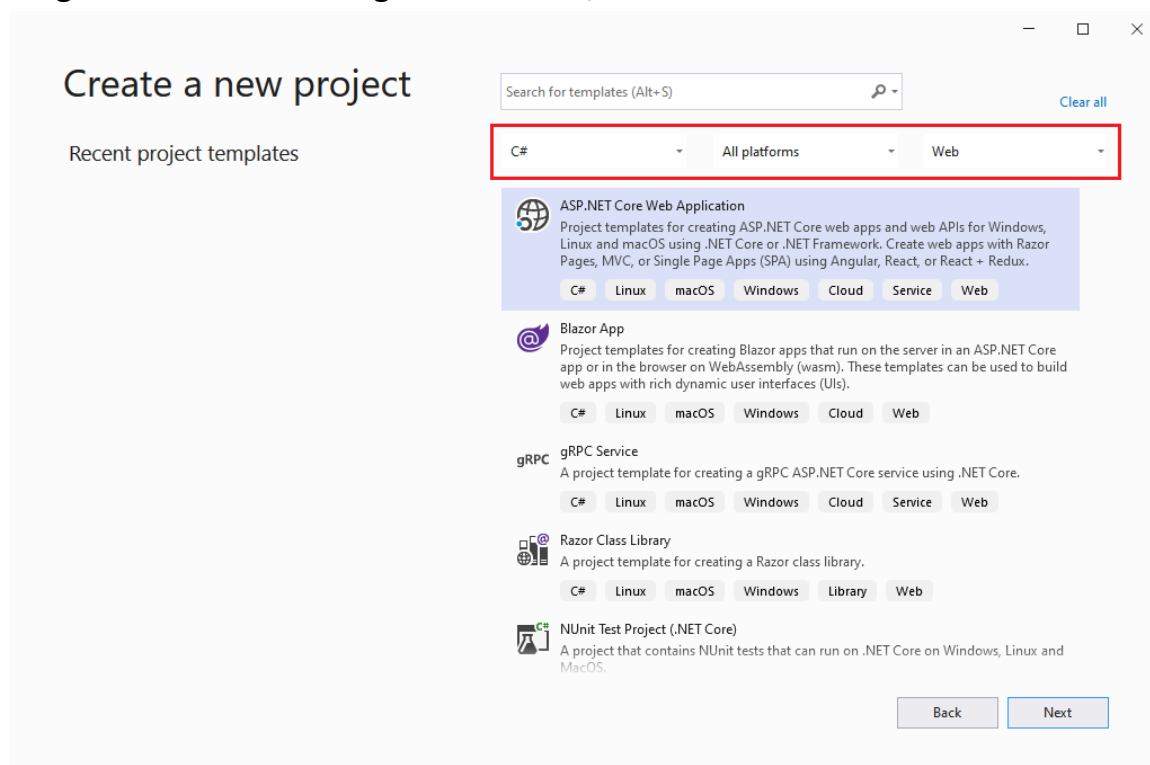 Create a new project
Search for templates (Alt+S)
Clear all
Recent project templates
C# All platforms Web
ASP.NET Core Web Application
Project templates for creating ASP.NET Core web apps and web APIs for Windows,
Linux and macOS using .NET Core or .NET Framework. Create web apps with Razor
Pages, MVC, or Single Page Apps (SPA) using Angular, React, or React + Redux.
C# Linux macOS Windows Cloud Service Web
Blazor App
Project templates for creating Blazor apps that run on the server in an ASP.NET Core
app or in the browser on WebAssembly (wasm). These templates can be used to build
web apps with rich dynamic user interfaces (UIs).
C# Linux macOS Windows Cloud Web
gRPC gRPC Service
A project template for creating a gRPC ASP.NET Core service using .NET Core.
C# Linux macOS Windows Cloud Service Web
Razor Class Library
A project template for creating a Razor class library.
C# Linux macOS Windows Library Web
NUnit Test Project (.NET Core)
A project that contains NUnit tests that can run on .NET Core on Windows, Linux and
MacOS.
Back Next